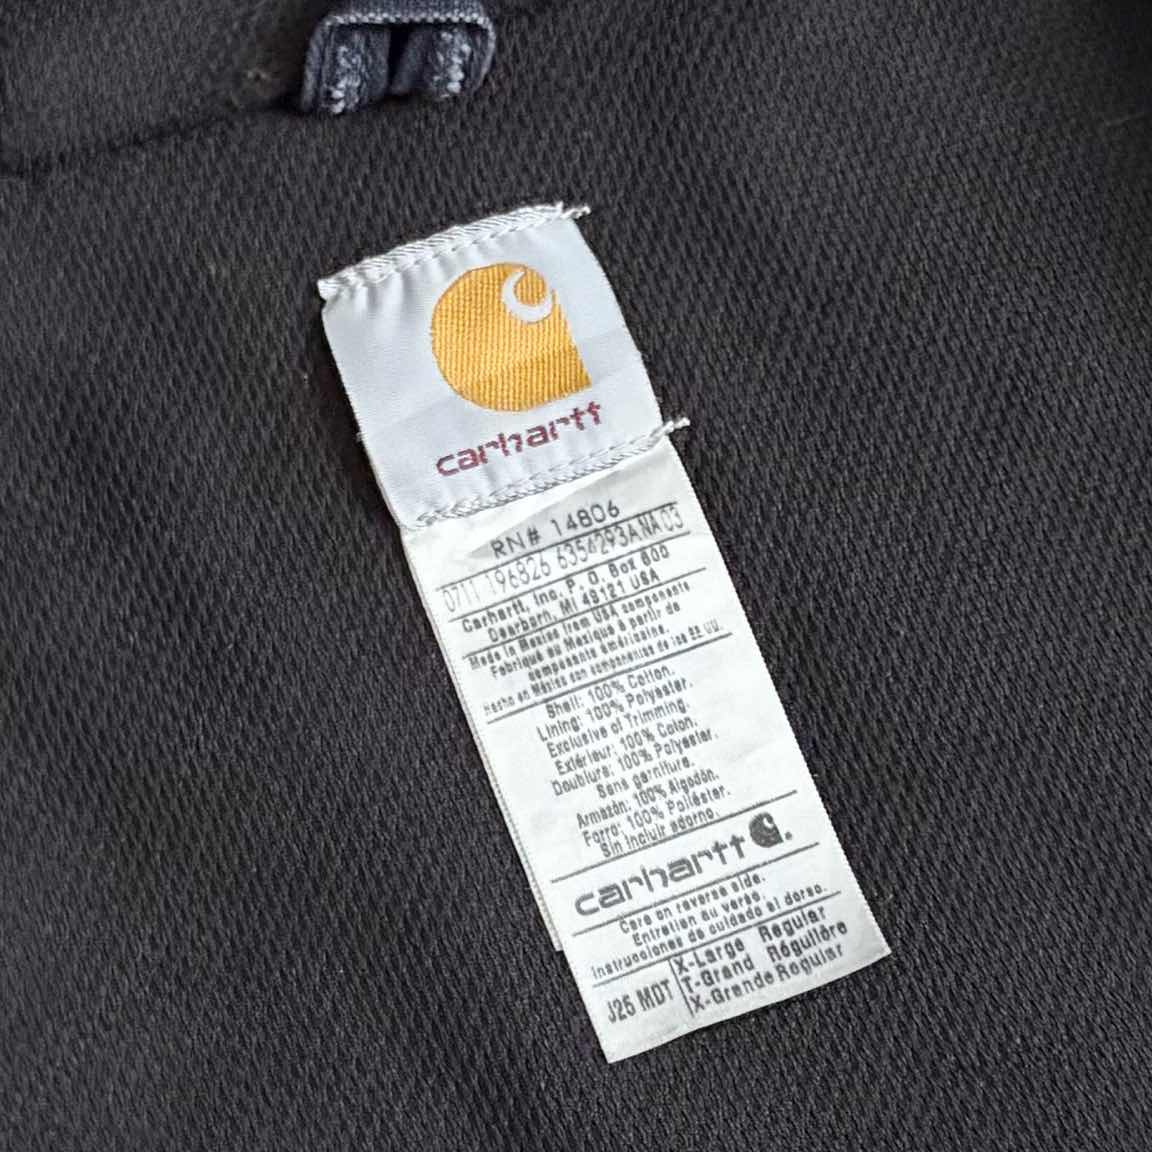 carhartt
RN# 14806
0711 196826 6354293ANA03
Carhartt, Inc. P. O. Box 600
Dearborn, MI 48121 USA
Made in Mexico from USA components
Fabriqué au Mexique à partir de
composants américains.
Hecho en México con componentes de los EE UU.
Shell: 100% Cotton.
Lining: 100% Polyester.
Exclusive of Trimming.
Extérieur: 100% Coton.
Doublure: 100% Polyester.
Sans garniture.
Armazón: 100% Algodón.
Forro: 100% Poliéster.
Sin incluir adorno.
carhartt
Care on reverse side.
Entretien au verso.
Instrucciones de cuidado al dorso.
J25 MDT
X-Large Regular
T-Grand Régulière
X-Grande Regular